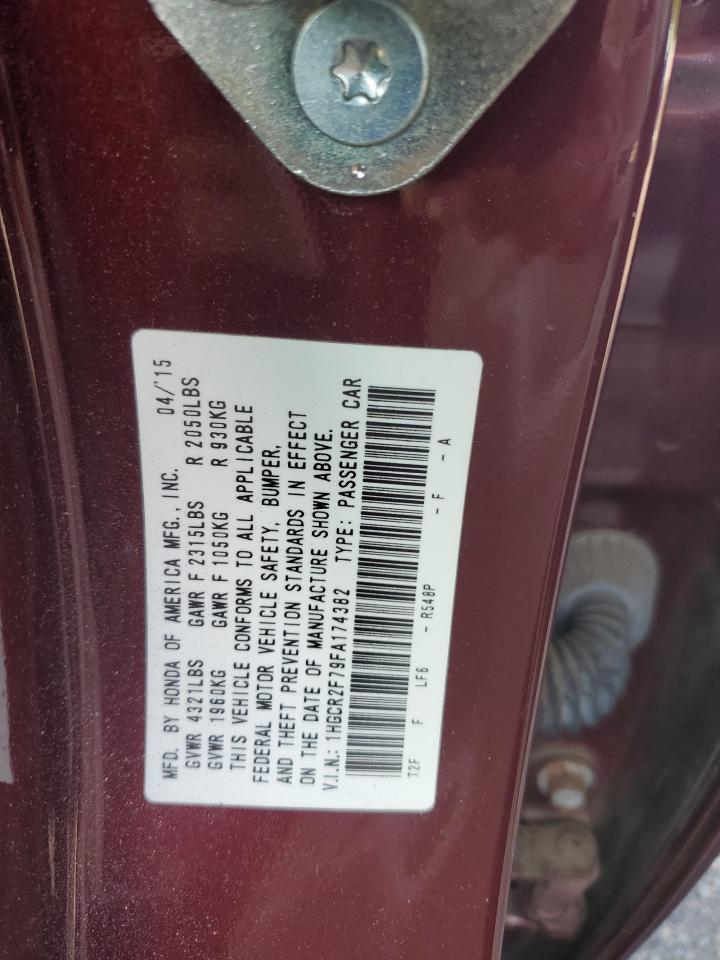 MFD. BY HONDA OF AMERICA MFG., INC. 04/'15
GVWR 4321LBS GAWR F 2315LBS R 2050LBS
GVWR 1960KG GAWR F 1050KG R 930KG
THIS VEHICLE CONFORMS TO ALL APPLICABLE
FEDERAL MOTOR VEHICLE SAFETY, BUMPER,
AND THEFT PREVENTION STANDARDS IN EFFECT
ON THE DATE OF MANUFACTURE SHOWN ABOVE.
V.I.N.: 1HGCR2F79FA174382 TYPE: PASSENGER CAR
T2F F LF6 - R548P - F - A